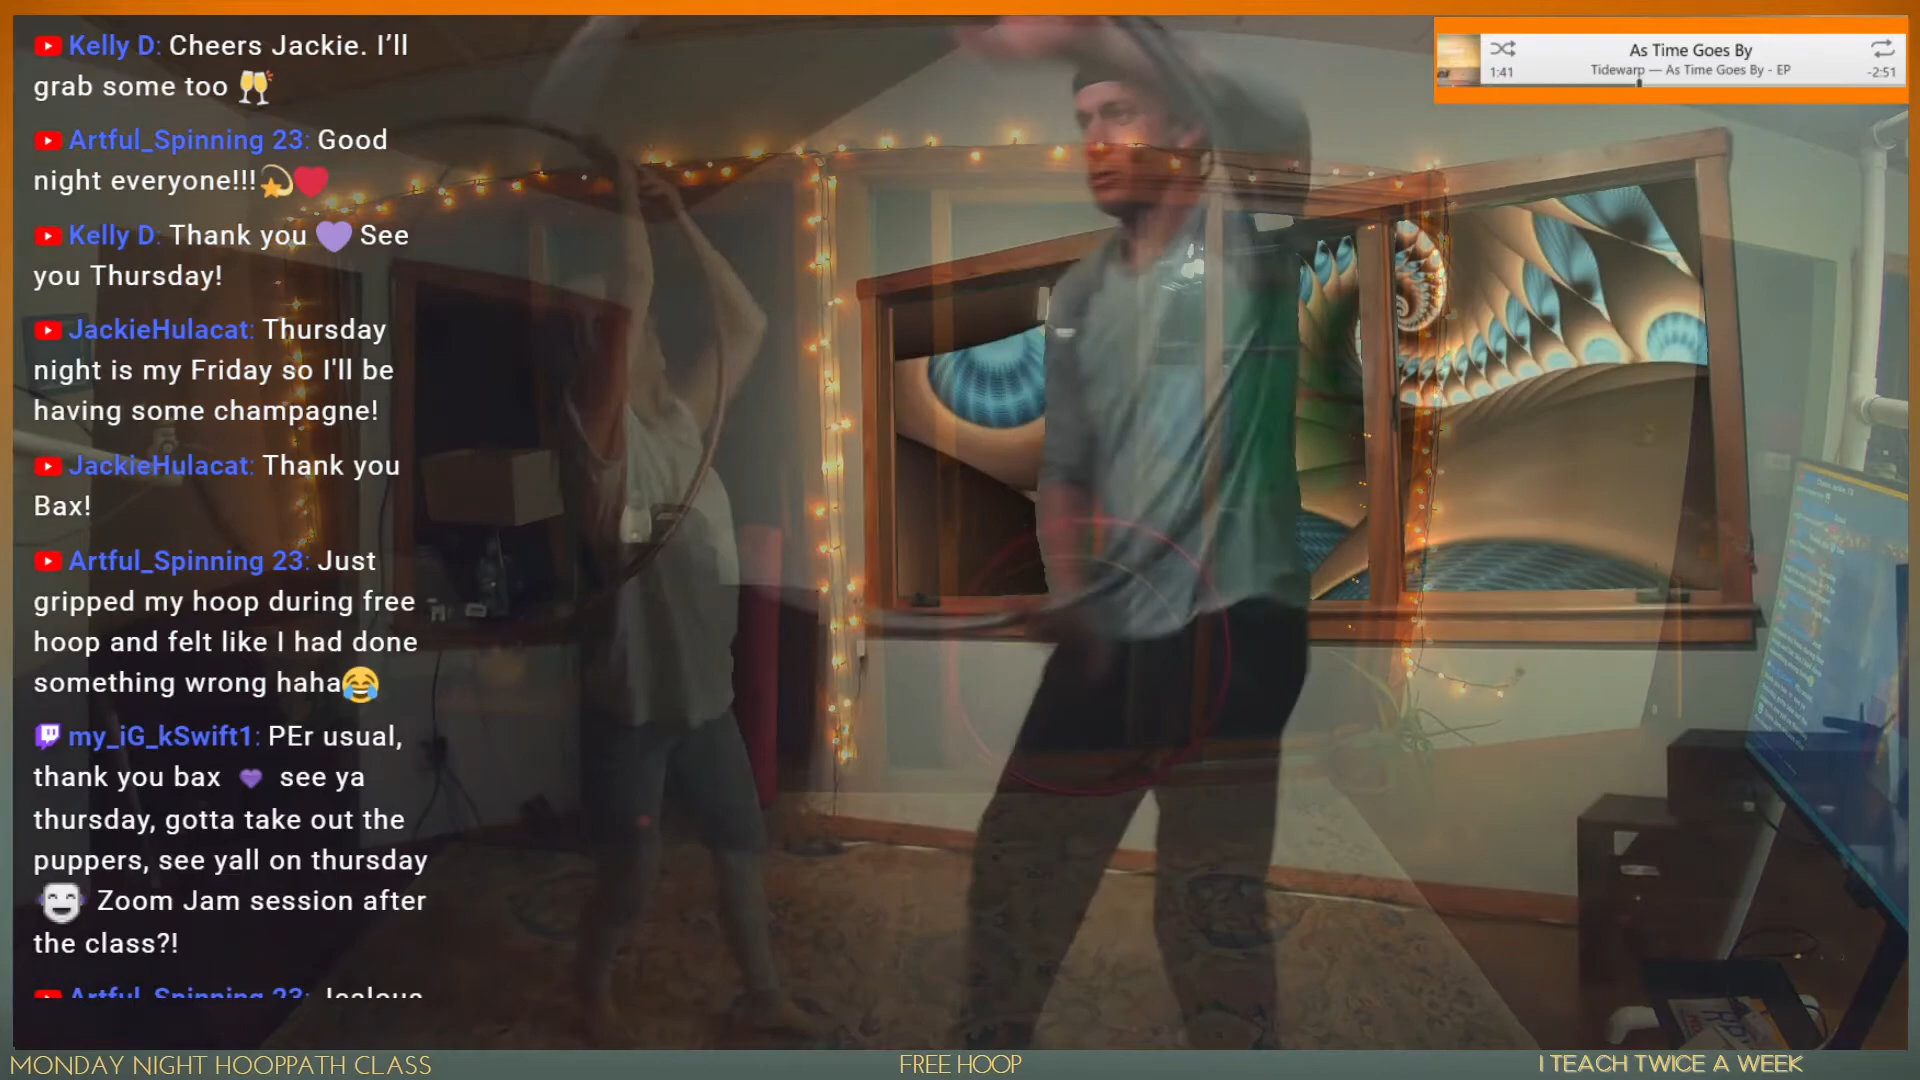 Kelly D: Cheers Jackie. I’ll
grab some too 🥂
Artful_Spinning 23: Good
night everyone!!!💫❤️
Kelly D: Thank you 💜 See
you Thursday!
JackieHulacat: Thursday
night is my Friday so I'll be
having some champagne!
JackieHulacat: Thank you
Bax!
Artful_Spinning 23: Just
gripped my hoop during free
hoop and felt like I had done
something wrong haha😂
my_iG_kSwift1: PEr usual,
thank you bax 💜 see ya
thursday, gotta take out the
puppers, see yall on thursday
Zoom Jam session after
the class?!
Artful_Spinning 23: Jealous
As Time Goes By
1:41
Tidewarp — As Time Goes By - EP
-2:51
MONDAY NIGHT HOOPPATH CLASS
FREE HOOP
I TEACH TWICE A WEEK